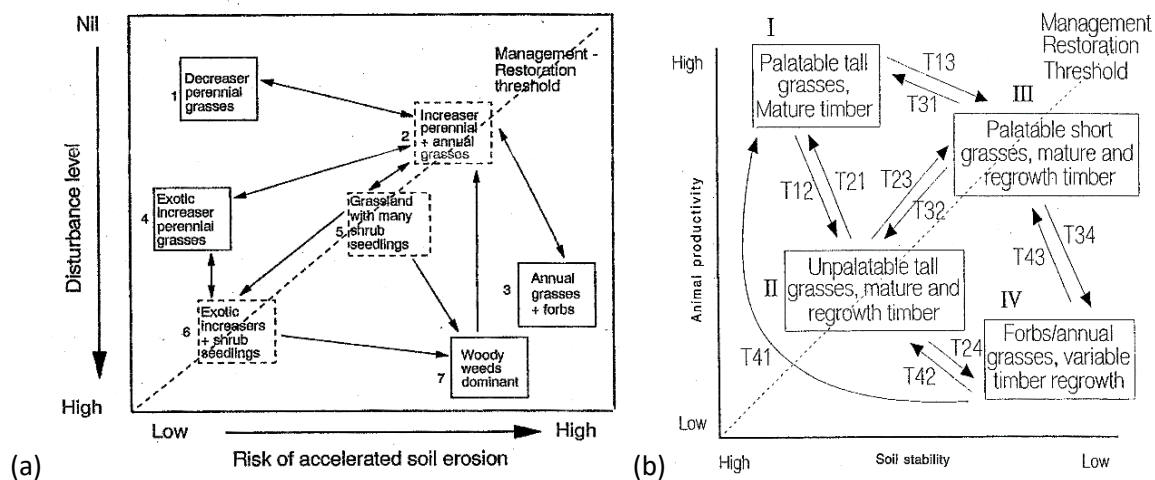 Nil
Disturbance level
High
Management -
Restoration
threshold
1
Decreaser
perennial
grasses
2
Increaser
perennial
+ annual
grasses
4
Exotic
increaser
perennial
grasses
5
Grassland
with many
shrub
seedlings
3
Annual
grasses
+ forbs
6
Exotic
increasers
+ shrub
seedlings
7
Woody
weeds
dominant
Low
High
Risk of accelerated soil erosion
(a)
High
Animal productivity
Low
I
Palatable tall
grasses,
Mature timber
T13
T31
Management
Restoration
Threshold
III
Palatable short
grasses, mature and
regrowth timber
T12
T21
T23
T32
II
Unpalatable tall
grasses, mature and
regrowth timber
T34
T43
IV
Forbs/annual
grasses, variable
timber regrowth
T24
T42
T41
High
Soil stability
Low
(b)